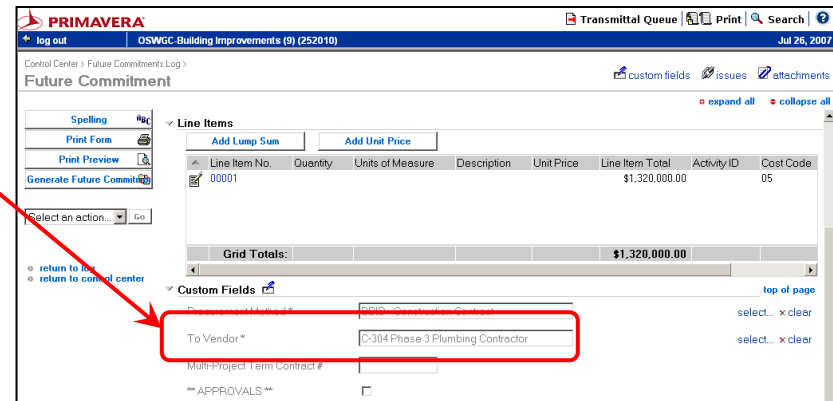 PRIMAVERA
Transmittal Queue Print Search
log out OSWGC-Building Improvements (9) (252010) Jul 26, 2007
Control Center > Future Commitments Log >
Future Commitment custom fields issues attachments
expand all collapse all
Spelling ABC
Print Form
Print Preview
Generate Future Commitm
Select an action... Go
return to log
return to control center
Line Items
Add Lump Sum Add Unit Price
Line Item No. Quantity Units of Measure Description Unit Price Line Item Total Activity ID Cost Code
00001 $1,320,000.00 05
Grid Totals: $1,320,000.00
Custom Fields top of page
Procurement Method * Construction Contract select... clear
To Vendor * C-304 Phase 3 Plumbing Contractor select... clear
Multi-Project Term Contract #
** APPROVALS **